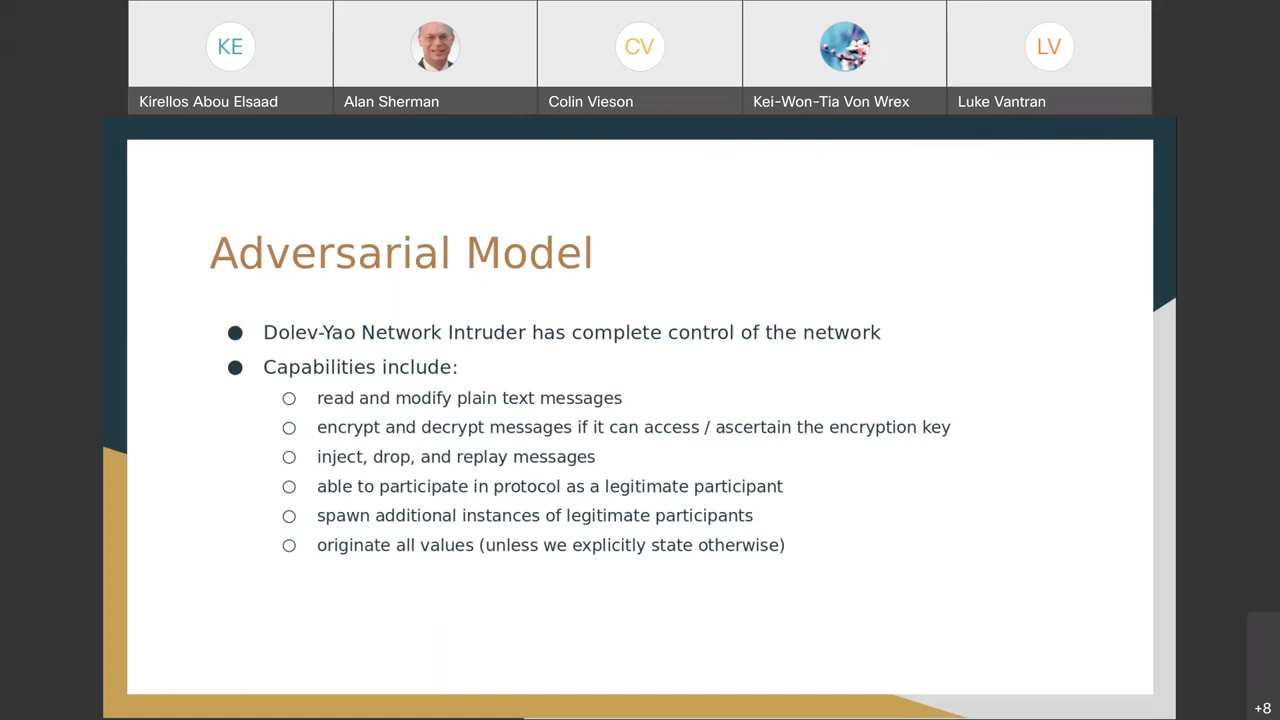 KE
CV
LV
Kirellos Abou Elsaad
Alan Sherman
Colin Vieson
Kei-Won-Tia Von Wrex
Luke Vantran
Adversarial Model
● Dolev-Yao Network Intruder has complete control of the network
● Capabilities include:
○ read and modify plain text messages
○ encrypt and decrypt messages if it can access / ascertain the encryption key
○ inject, drop, and replay messages
○ able to participate in protocol as a legitimate participant
○ spawn additional instances of legitimate participants
○ originate all values (unless we explicitly state otherwise)
+8